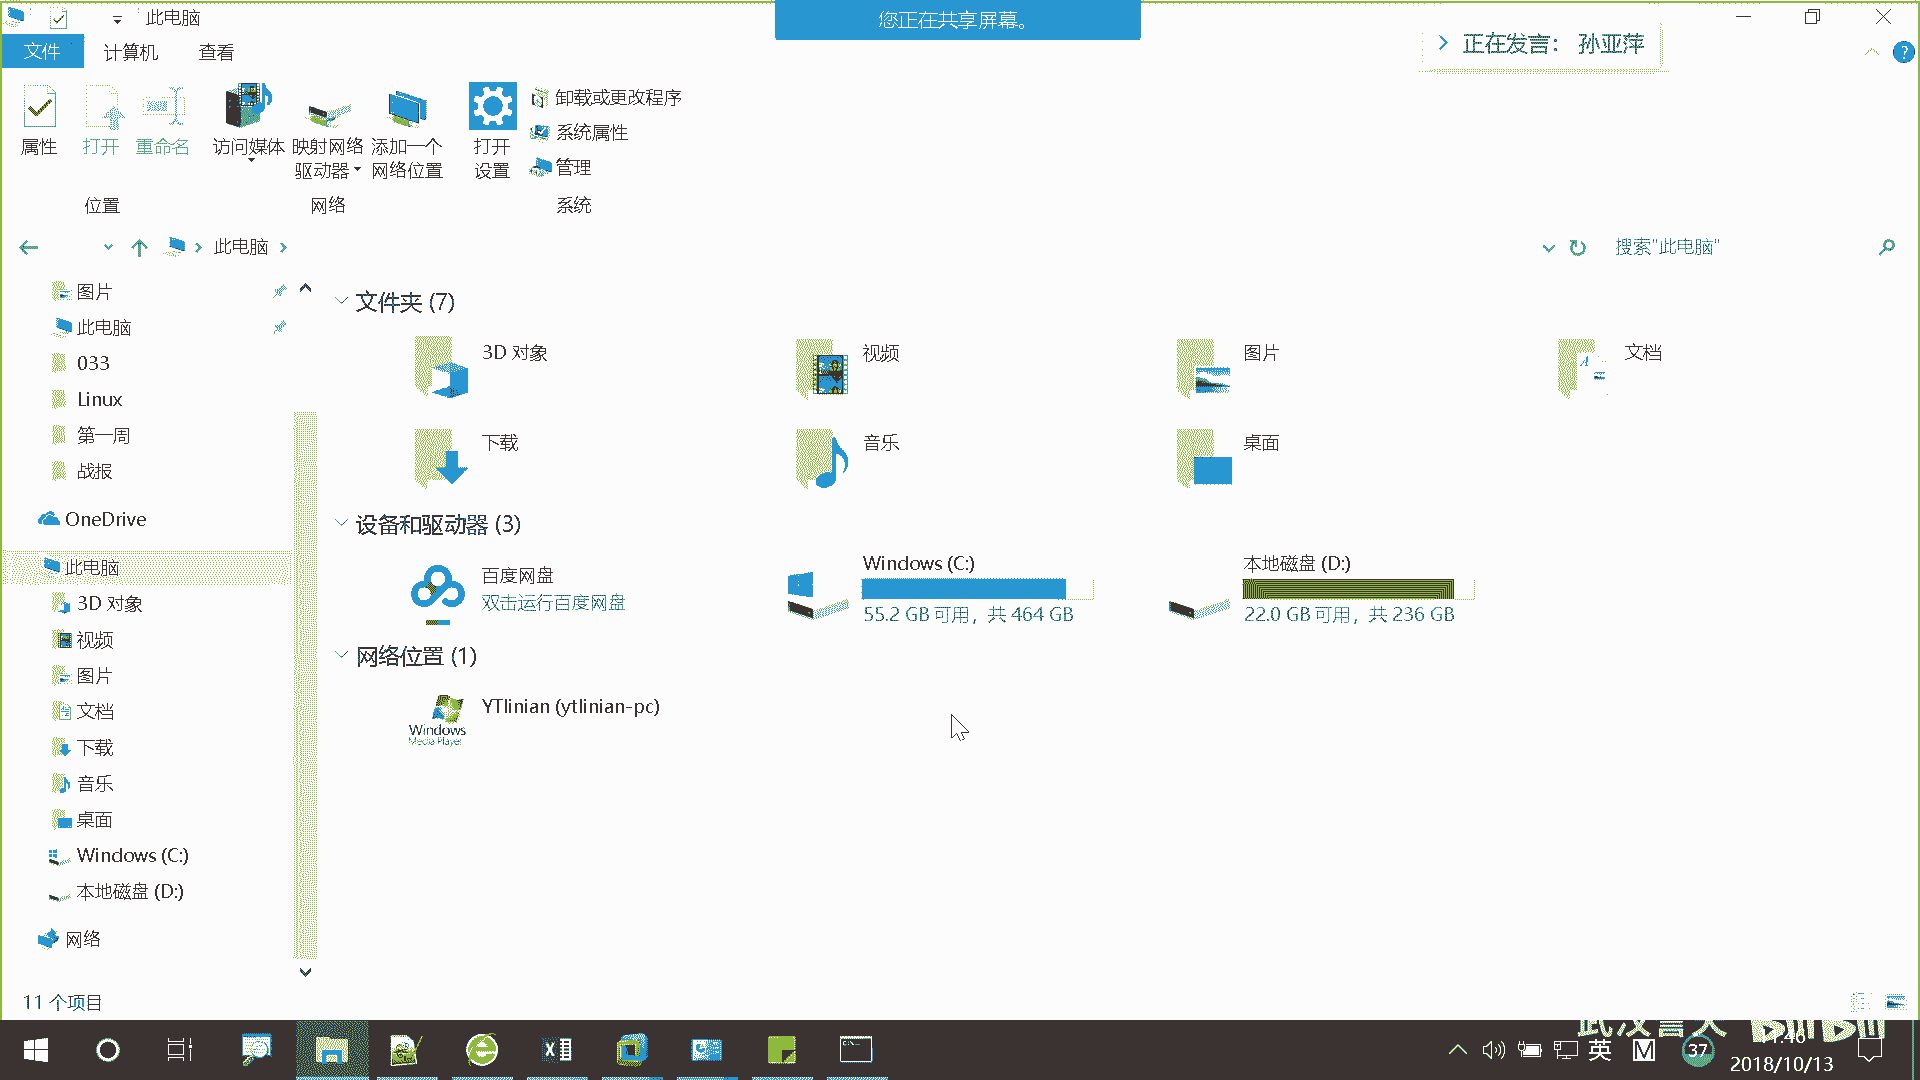 此电脑
您正在共享屏幕。
正在发言： 孙亚萍
文件 计算机 查看
属性 打开 重命名 访问媒体 映射网络驱动器 添加一个网络位置 打开设置
卸载或更改程序
系统属性
管理
位置 网络 系统
此电脑
搜索"此电脑"
图片
此电脑
033
Linux
第一周
战报
OneDrive
此电脑
3D 对象
视频
图片
文档
下载
音乐
桌面
Windows (C:)
本地磁盘 (D:)
网络
文件夹 (7)
3D 对象 视频 图片 文档
下载 音乐 桌面
设备和驱动器 (3)
百度网盘
双击运行百度网盘
Windows (C:)
55.2 GB 可用，共 464 GB
本地磁盘 (D:)
22.0 GB 可用，共 236 GB
网络位置 (1)
Windows
Media Player
YTlinian (ytlinian-pc)
11 个项目
英
37
2018/10/13